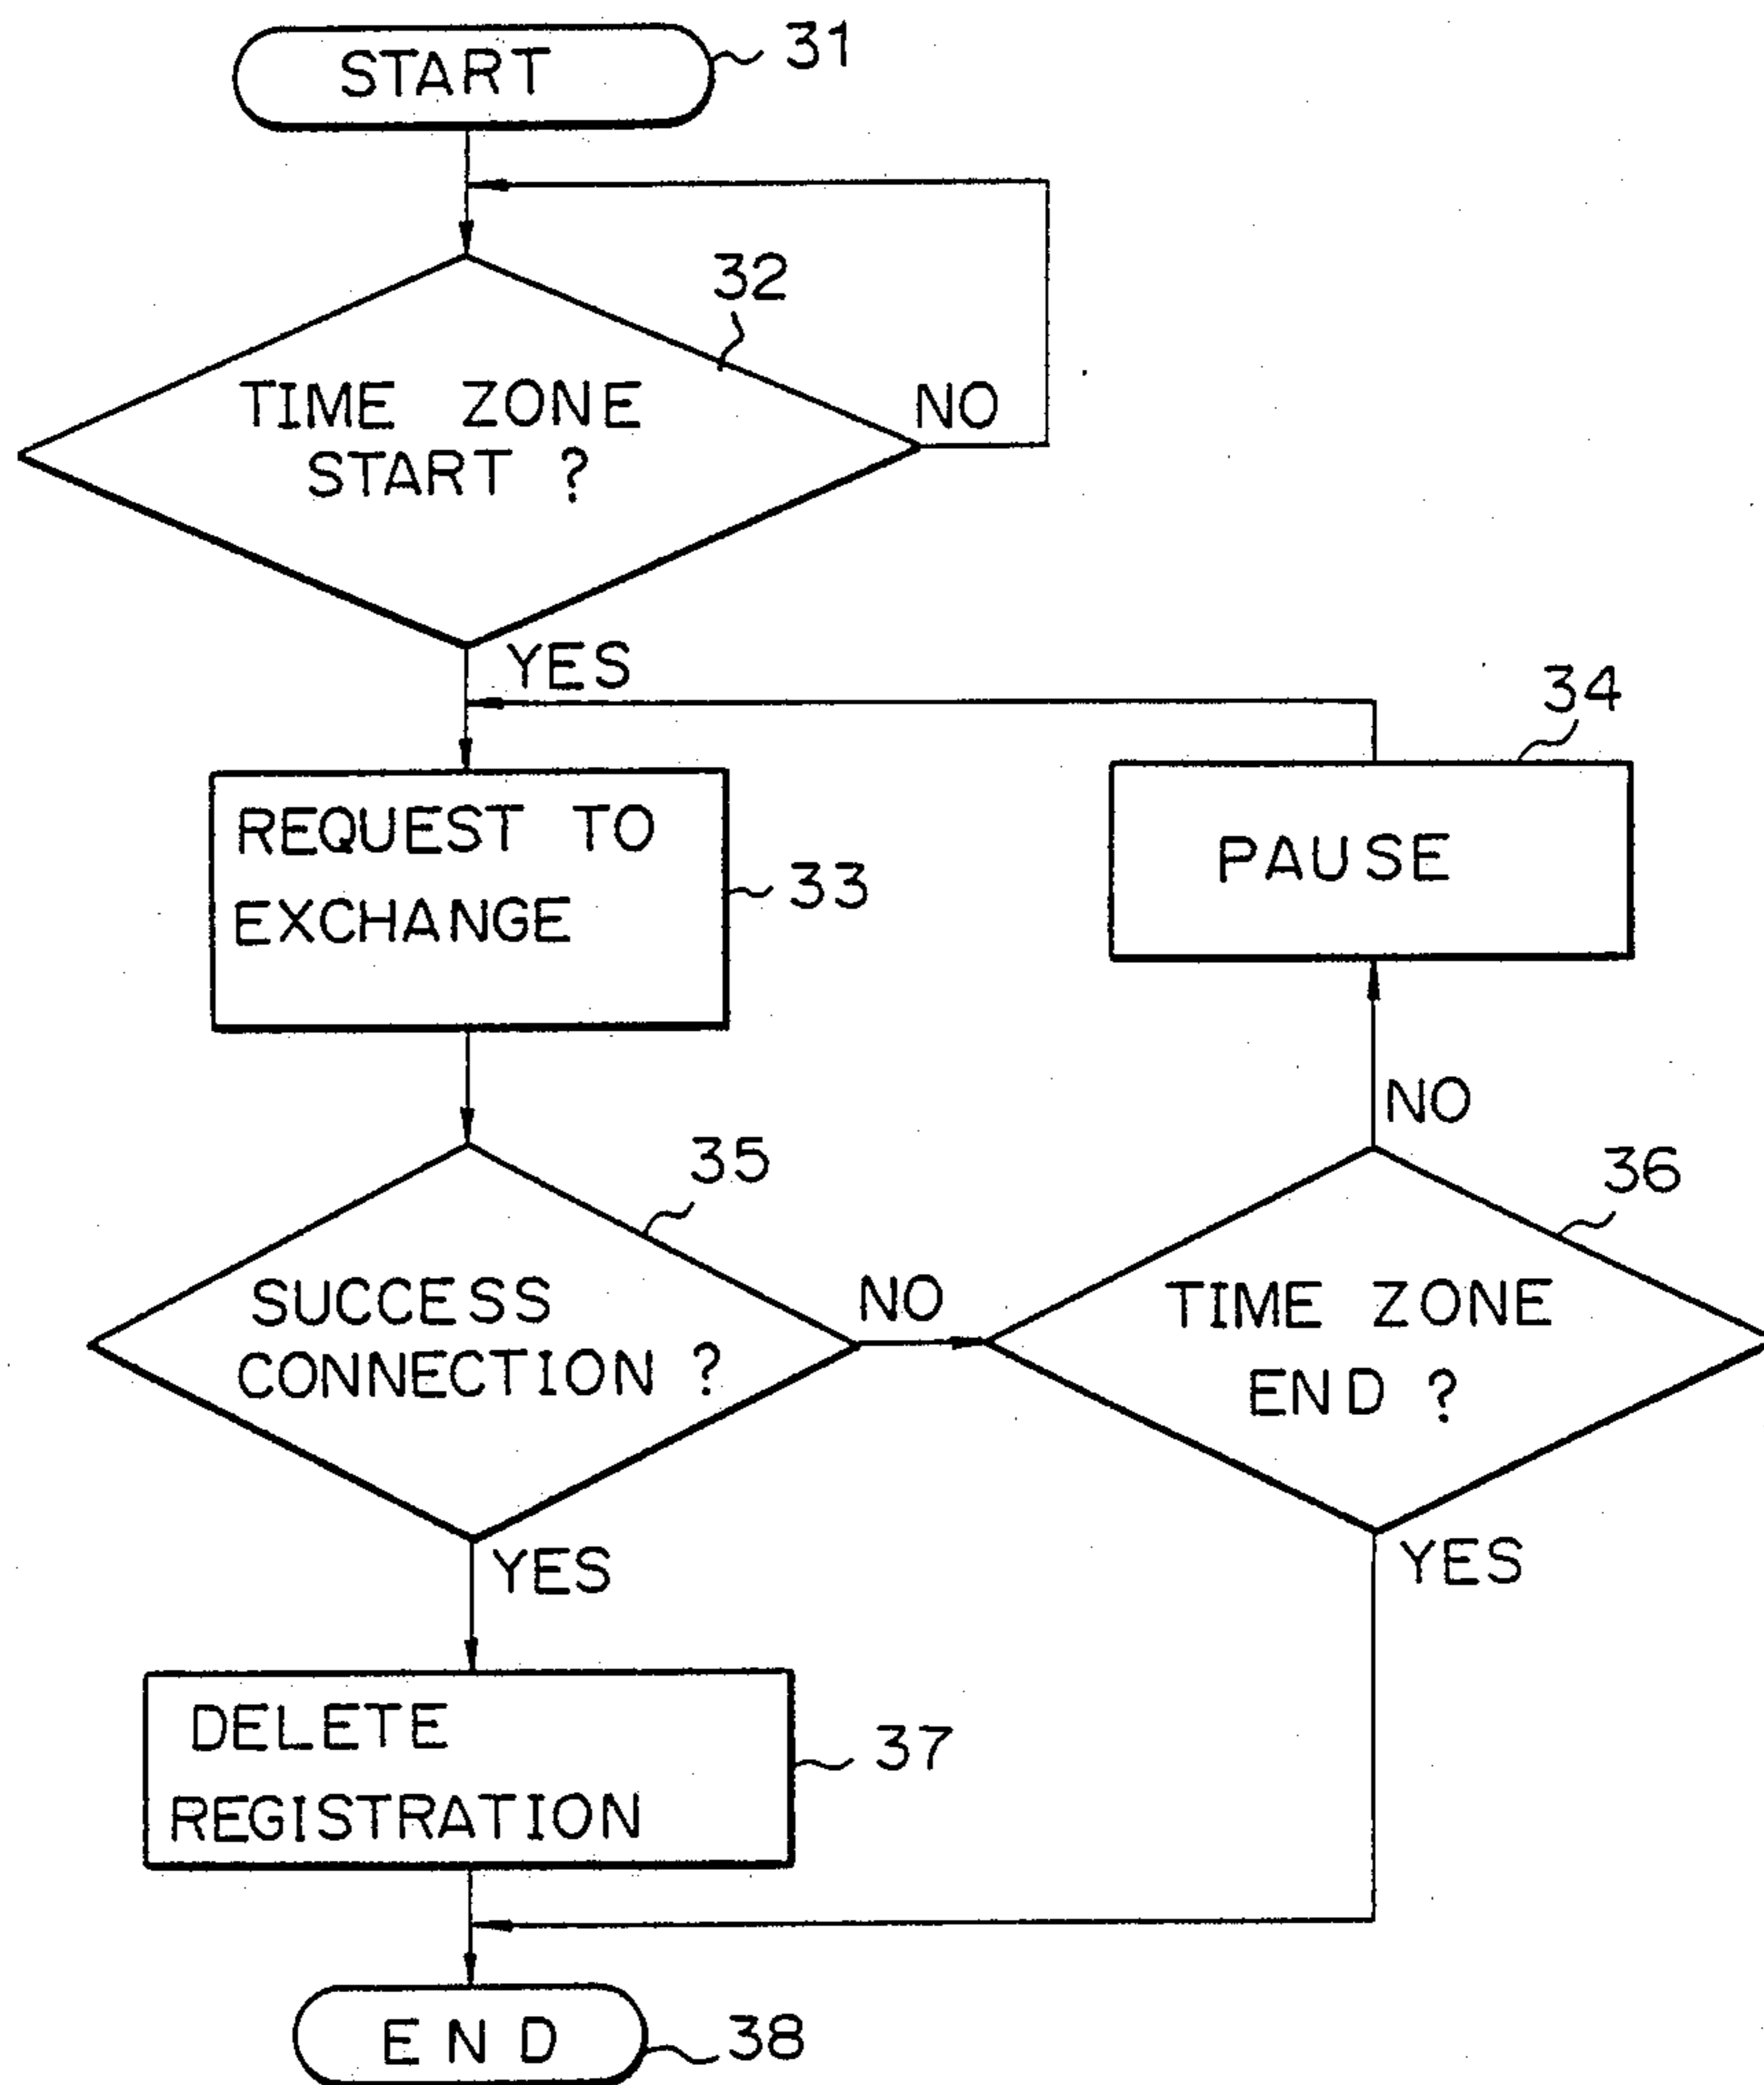 START
31
32
TIME ZONE
START ?
NO
YES
34
REQUEST TO
EXCHANGE
33
PAUSE
NO
35
36
SUCCESS
CONNECTION ?
NO
TIME ZONE
END ?
YES
YES
DELETE
REGISTRATION
37
END
38